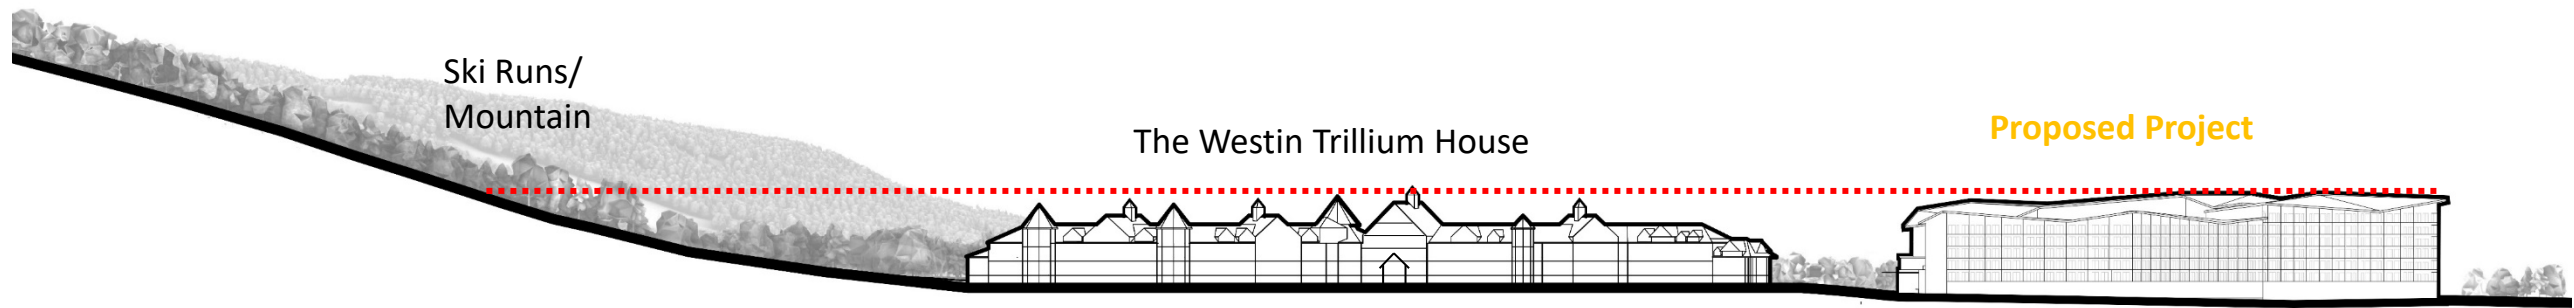 Ski Runs/
Mountain
The Westin Trillium House
Proposed Project